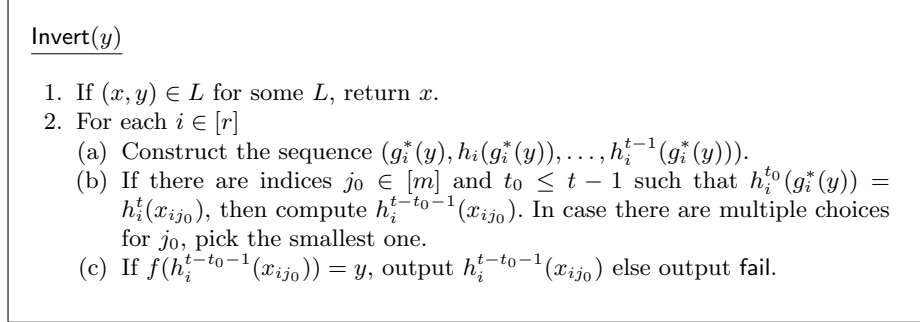 Invert(y)
1. If (x, y) ∈ L for some L, return x.
2. For each i ∈ [r]
(a) Construct the sequence (g_i^*(y), h_i(g_i^*(y)), . . . , h_i^{t−1}(g_i^*(y))).
(b) If there are indices j_0 ∈ [m] and t_0 ≤ t − 1 such that h_i^{t_0}(g_i^*(y)) =
h_i^t(x_{ij_0}), then compute h_i^{t−t_0−1}(x_{ij_0}). In case there are multiple choices
for j_0, pick the smallest one.
(c) If f(h_i^{t−t_0−1}(x_{ij_0})) = y, output h_i^{t−t_0−1}(x_{ij_0}) else output fail.